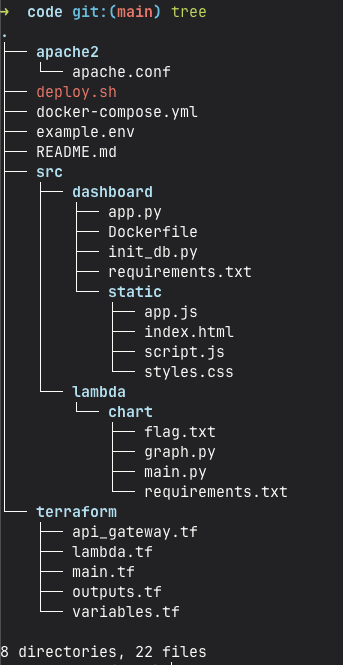 ➜  code git:(main) tree
.
├── apache2
│   └── apache.conf
├── deploy.sh
├── docker-compose.yml
├── example.env
├── README.md
├── src
│   ├── dashboard
│   │   ├── app.py
│   │   ├── Dockerfile
│   │   ├── init_db.py
│   │   ├── requirements.txt
│   │   └── static
│   │       ├── app.js
│   │       ├── index.html
│   │       ├── script.js
│   │       └── styles.css
│   └── lambda
│       └── chart
│           ├── flag.txt
│           ├── graph.py
│           ├── main.py
│           └── requirements.txt
└── terraform
    ├── api_gateway.tf
    ├── lambda.tf
    ├── main.tf
    ├── outputs.tf
    └── variables.tf

8 directories, 22 files